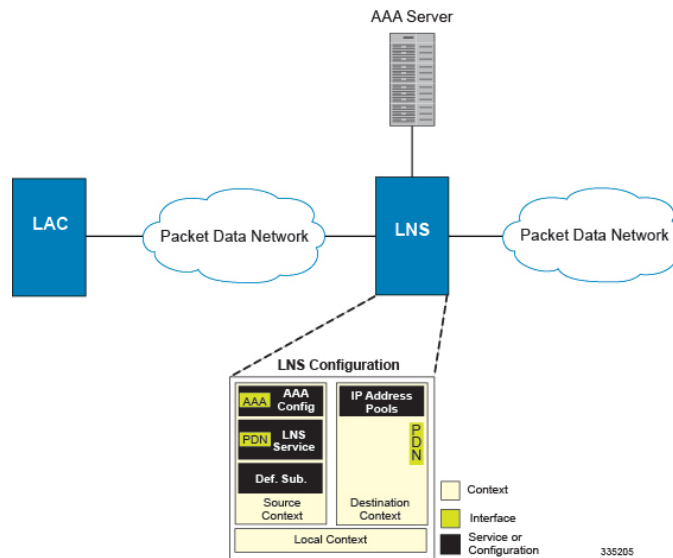 AAA Server
LAC
Packet Data Network
LNS
Packet Data Network
LNS Configuration
AAA
AAA
Config
PDN
LNS
Service
Def. Sub.
Source
Context
IP Address
Pools
PDN
Destination
Context
Local Context
Context
Interface
Service or
Configuration
335205